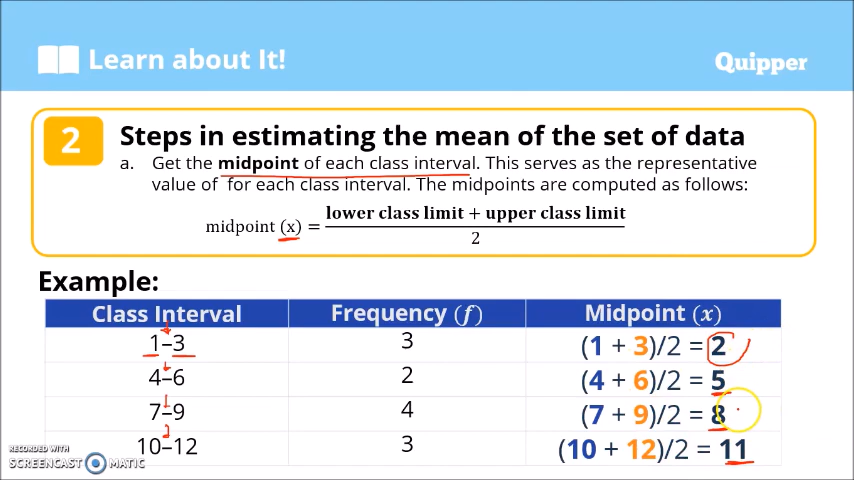 Learn about It!
Quipper
2
Steps in estimating the mean of the set of data
a. Get the midpoint of each class interval. This serves as the representative
value of for each class interval. The midpoints are computed as follows:
midpoint (x) = lower class limit + upper class limit
2
Example:
Class Interval Frequency (f) Midpoint (x)
1–3 3 (1 + 3)/2 = 2
4–6 2 (4 + 6)/2 = 5
7–9 4 (7 + 9)/2 = 8
10–12 3 (10 + 12)/2 = 11
RECORDED WITH
SCREENCAST MATIC